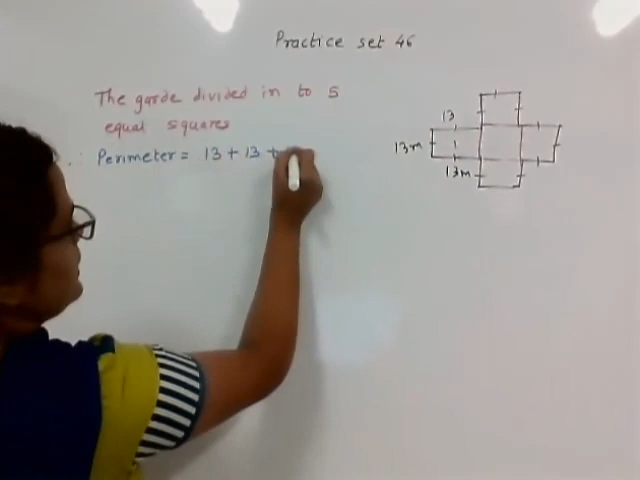 Practice set 46
The garde divided in to 5
equal squares
∴ Perimeter = 13 + 13 +
13
13m
13m